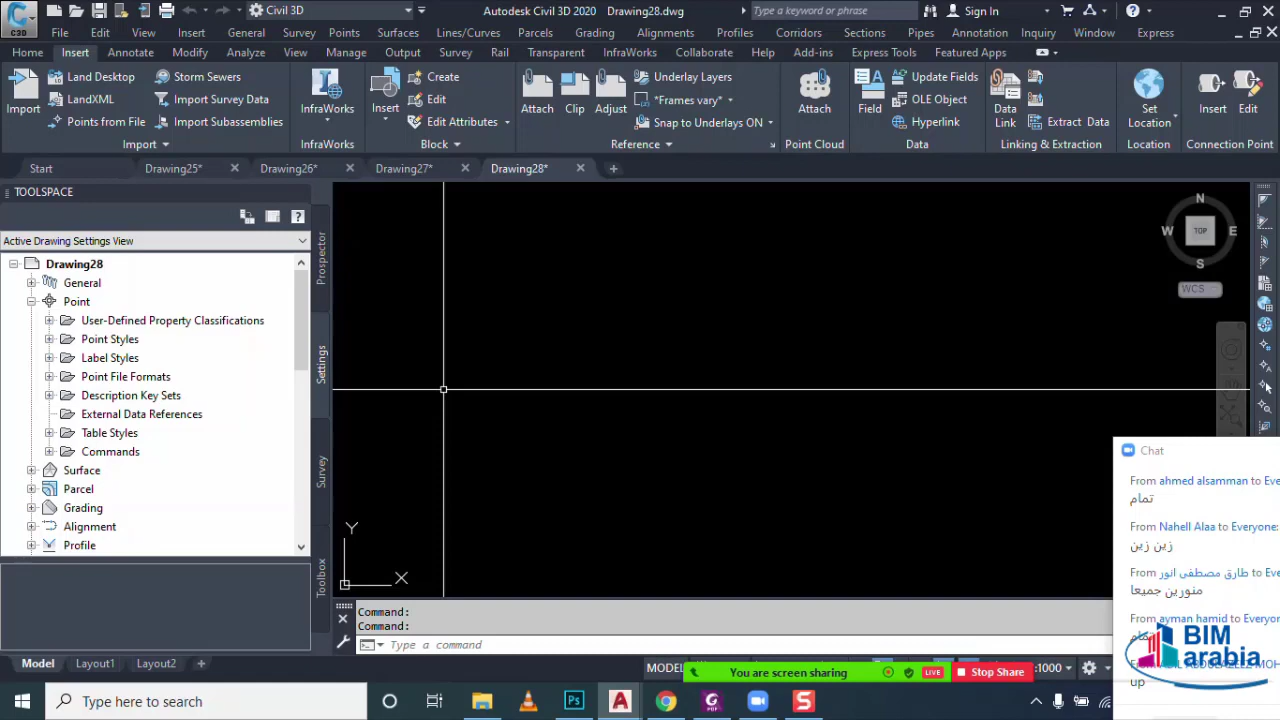 Civil 3D
Autodesk Civil 3D 2020 Drawing28.dwg
Type a keyword or phrase
Sign In
File Edit View Insert General Survey Points Surfaces Lines/Curves Parcels Grading Alignments Profiles Corridors Sections Pipes Annotation Inquiry Window Express
Home Insert Annotate Modify Analyze View Manage Output Survey Rail Transparent InfraWorks Collaborate Help Add-ins Express Tools Featured Apps
Import
Land Desktop
LandXML
Points from File
Storm Sewers
Import Survey Data
Import Subassemblies
InfraWorks
Insert
Create
Edit
Edit Attributes
Attach
Clip
Adjust
Underlay Layers
*Frames vary*
Snap to Underlays ON
Attach
Field
Update Fields
OLE Object
Hyperlink
Data
Link
Extract Data
Set
Location
Insert
Edit
Import
InfraWorks
Block
Reference
Point Cloud
Data
Linking & Extraction
Location
Connection Point
Start
Drawing25*
Drawing26*
Drawing27*
Drawing28*
TOOLSPACE
Active Drawing Settings View
Drawing28
General
Point
User-Defined Property Classifications
Point Styles
Label Styles
Point File Formats
Description Key Sets
External Data References
Table Styles
Commands
Surface
Parcel
Grading
Alignment
Profile
Prospector
Settings
Survey
Toolbox
N
W
TOP
E
S
WCS
Y
X
Chat
From ahmed alsamman to Eve
تمام
From Nahell Alaa to Everyone:
زين زين
From طارق مصطفى انور to Eve
منورين جميعا
From ayman hamid to Everyon
up
BIM
arabia
Command:
Command:
Type a command
Model
Layout1
Layout2
MODEL
:1000
You are screen sharing
LIVE
Stop Share
Type here to search